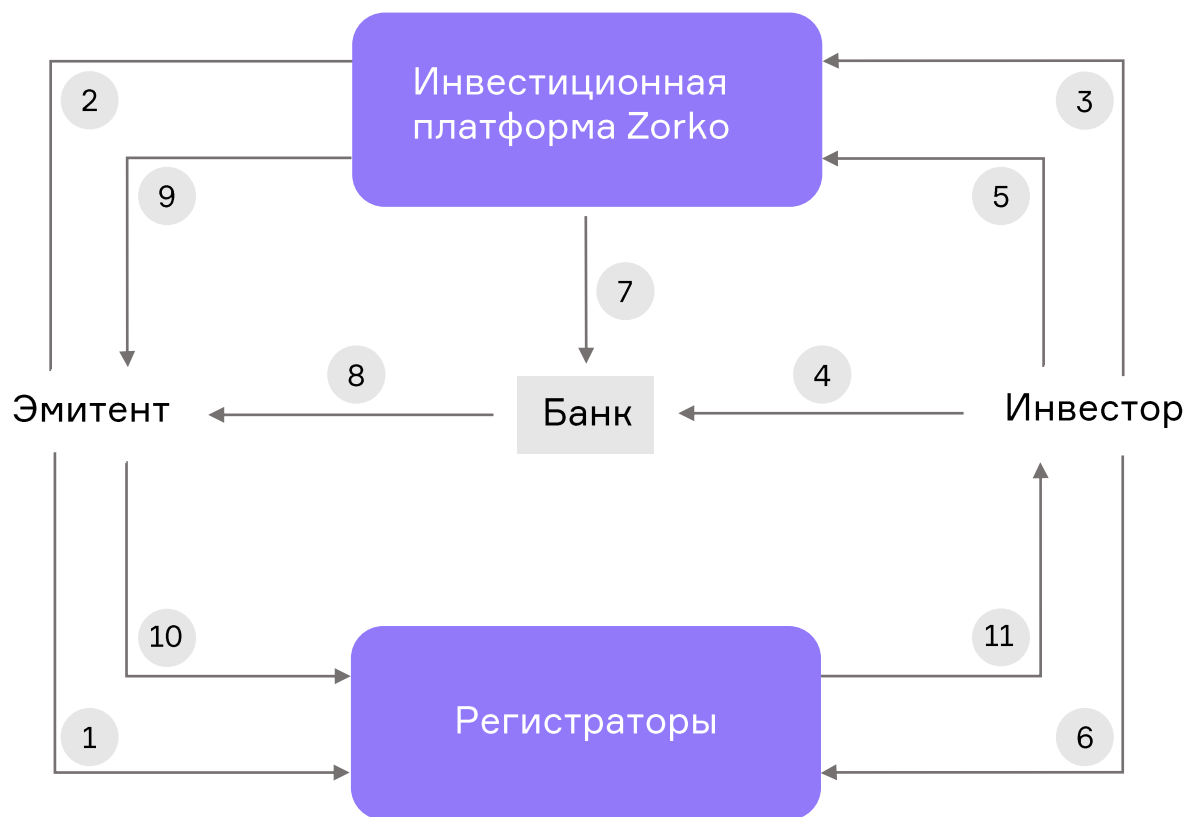 Инвестиционная
платформа Zorko
2
3
9
5
7
8
4
Эмитент
Банк
Инвестор
10
11
Регистраторы
1
6